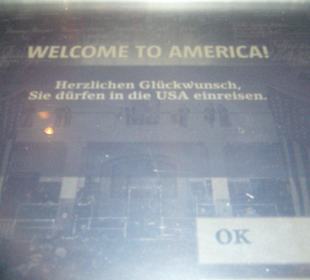 WELCOME TO AMERICA!
Herzlichen Glückwunsch,
Sie dürfen in die USA einreisen.
OK